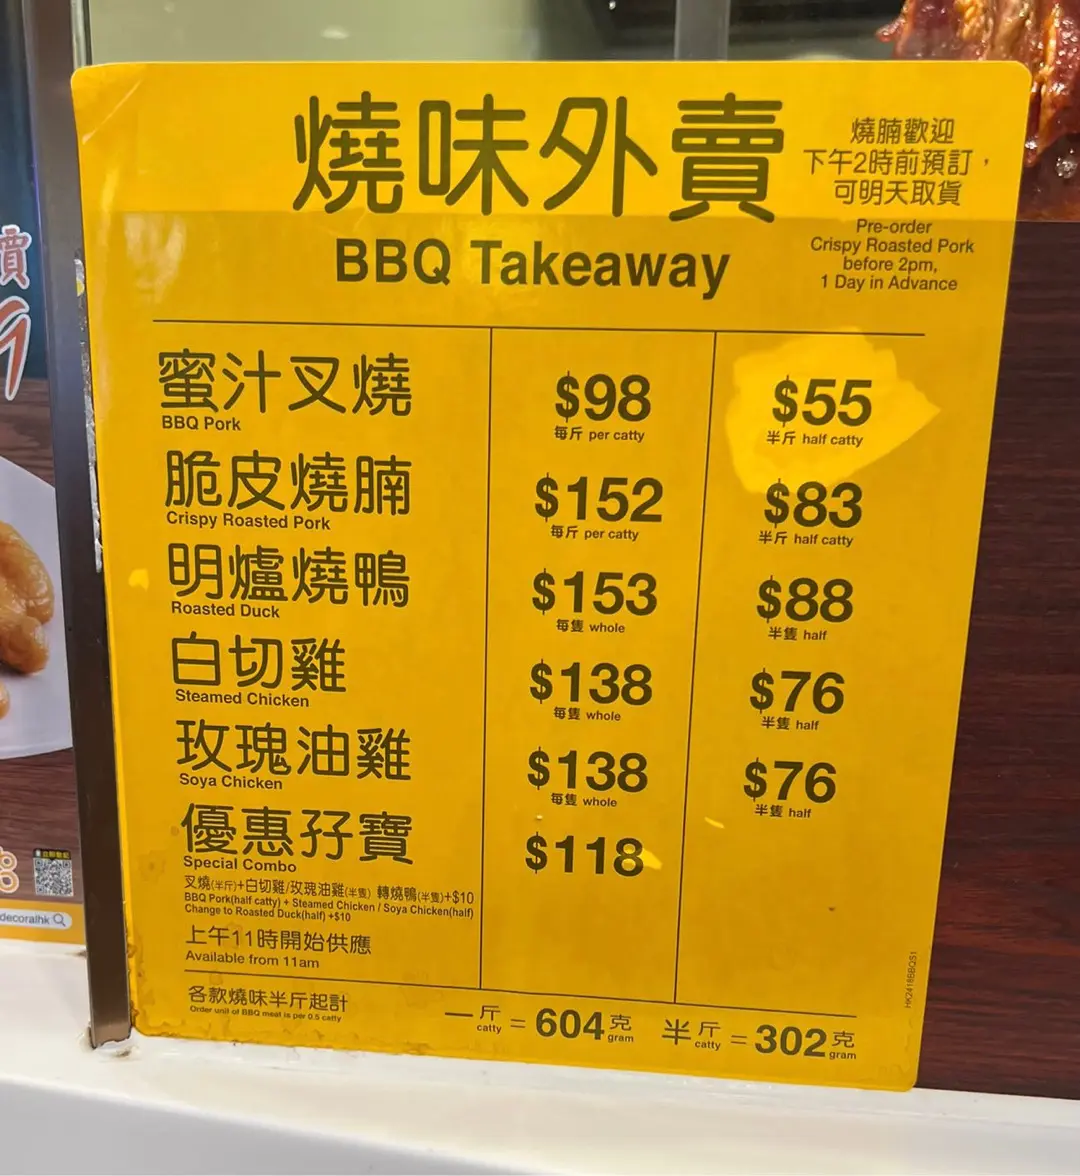 燒味外賣
BBQ Takeaway
燒腩歡迎
下午2時前預訂，
可明天取貨
Pre-order
Crispy Roasted Pork
before 2pm,
1 Day in Advance
蜜汁叉燒
BBQ Pork
$98
每斤 per catty
$55
半斤 half catty
脆皮燒腩
Crispy Roasted Pork
$152
每斤 per catty
$83
半斤 half catty
明爐燒鴨
Roasted Duck
$153
每隻 whole
$88
半隻 half
白切雞
Steamed Chicken
$138
每隻 whole
$76
半隻 half
玫瑰油雞
Soya Chicken
$138
每隻 whole
$76
半隻 half
優惠孖寶
Special Combo
$118
叉燒(半斤)+白切雞/玫瑰油雞(半隻) 轉燒鴨(半隻)+$10
BBQ Pork(half catty) + Steamed Chicken / Soya Chicken(half)
Change to Roasted Duck(half) +$10
上午11時開始供應
Available from 11am
各款燒味半斤起計
Order unit of BBQ meat is per 0.5 catty
一斤 catty = 604克 gram 半斤 catty = 302克 gram
HK2418BBQS1
價
decoralhk